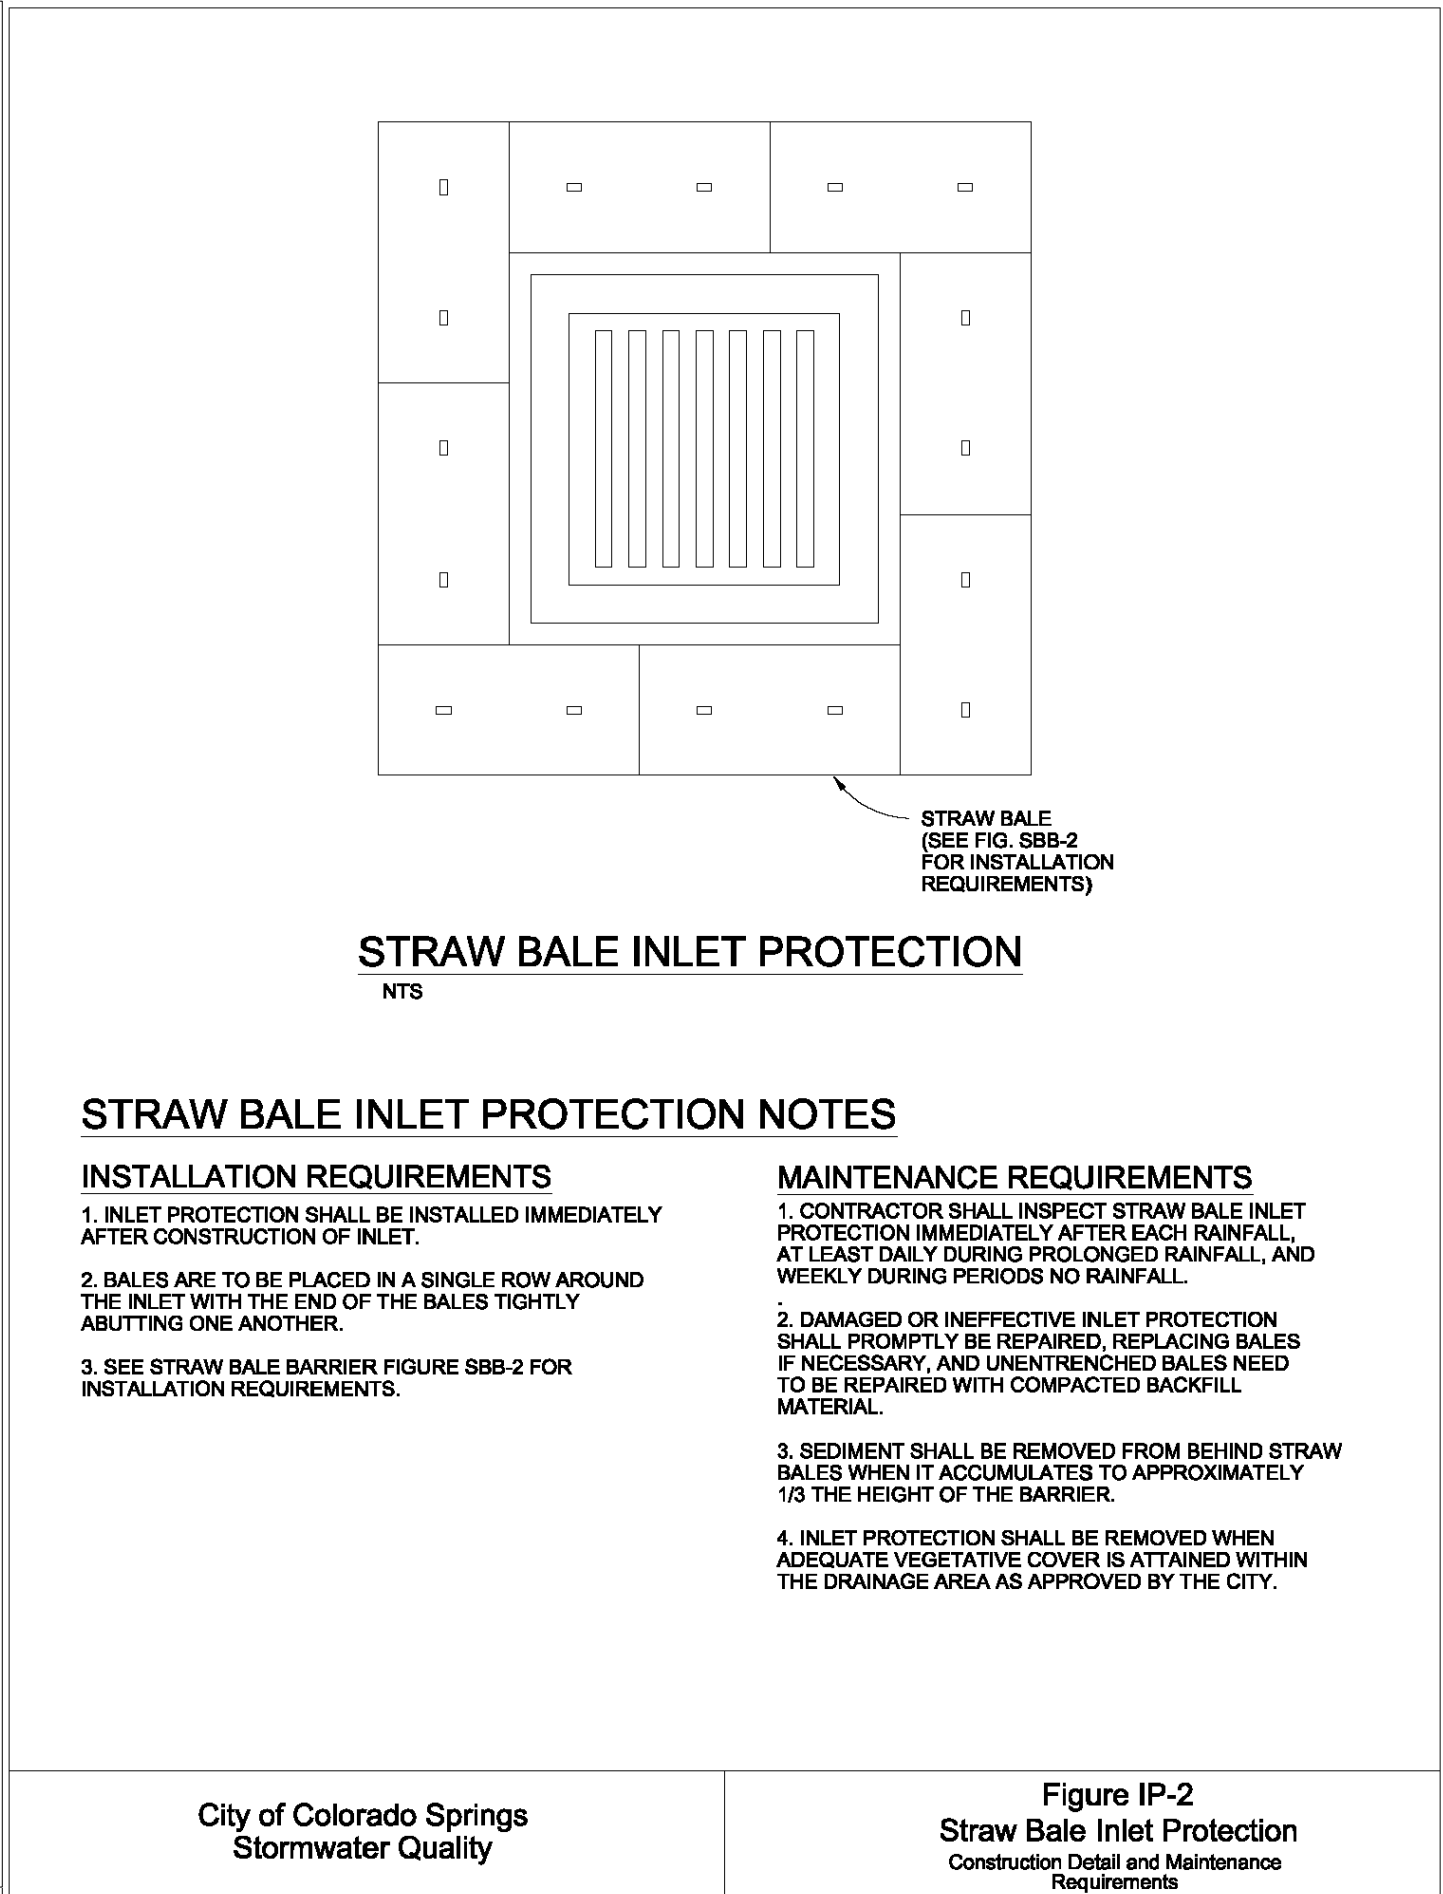 STRAW BALE
(SEE FIG. SBB-2
FOR INSTALLATION
REQUIREMENTS)
STRAW BALE INLET PROTECTION
NTS
STRAW BALE INLET PROTECTION NOTES
INSTALLATION REQUIREMENTS
1. INLET PROTECTION SHALL BE INSTALLED IMMEDIATELY
AFTER CONSTRUCTION OF INLET.
2. BALES ARE TO BE PLACED IN A SINGLE ROW AROUND
THE INLET WITH THE END OF THE BALES TIGHTLY
ABUTTING ONE ANOTHER.
3. SEE STRAW BALE BARRIER FIGURE SBB-2 FOR
INSTALLATION REQUIREMENTS.
MAINTENANCE REQUIREMENTS
1. CONTRACTOR SHALL INSPECT STRAW BALE INLET
PROTECTION IMMEDIATELY AFTER EACH RAINFALL,
AT LEAST DAILY DURING PROLONGED RAINFALL, AND
WEEKLY DURING PERIODS NO RAINFALL.
.
2. DAMAGED OR INEFFECTIVE INLET PROTECTION
SHALL PROMPTLY BE REPAIRED, REPLACING BALES
IF NECESSARY, AND UNENTRENCHED BALES NEED
TO BE REPAIRED WITH COMPACTED BACKFILL
MATERIAL.
3. SEDIMENT SHALL BE REMOVED FROM BEHIND STRAW
BALES WHEN IT ACCUMULATES TO APPROXIMATELY
1/3 THE HEIGHT OF THE BARRIER.
4. INLET PROTECTION SHALL BE REMOVED WHEN
ADEQUATE VEGETATIVE COVER IS ATTAINED WITHIN
THE DRAINAGE AREA AS APPROVED BY THE CITY.
City of Colorado Springs
Stormwater Quality
Figure IP-2
Straw Bale Inlet Protection
Construction Detail and Maintenance
Requirements